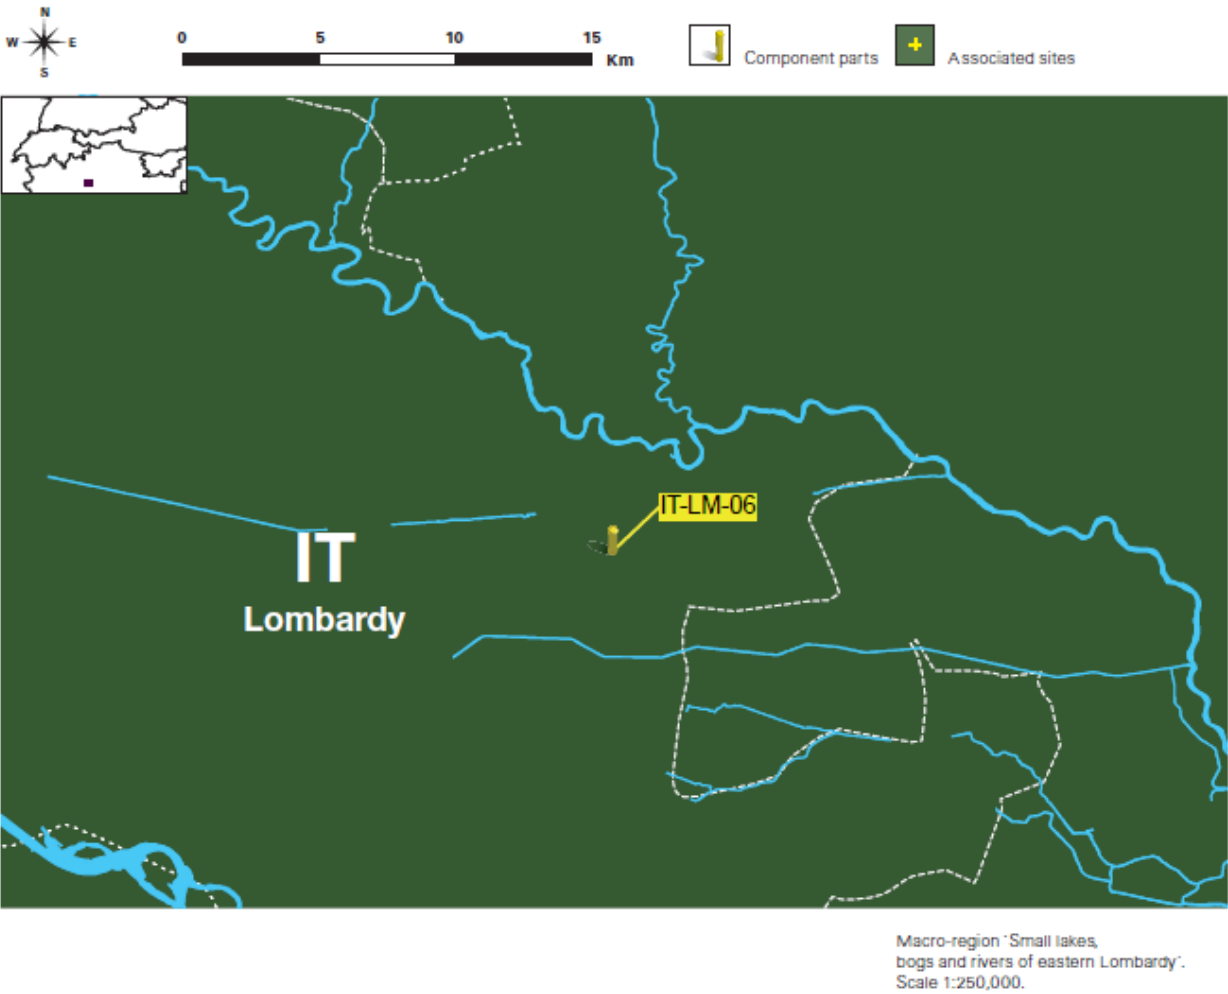 N
W E
S
0 5 10 15
Km
Component parts
Associated sites
IT-LM-06
IT
Lombardy
Macro-region ‘Small lakes,
bogs and rivers of eastern Lombardy’.
Scale 1:250,000.